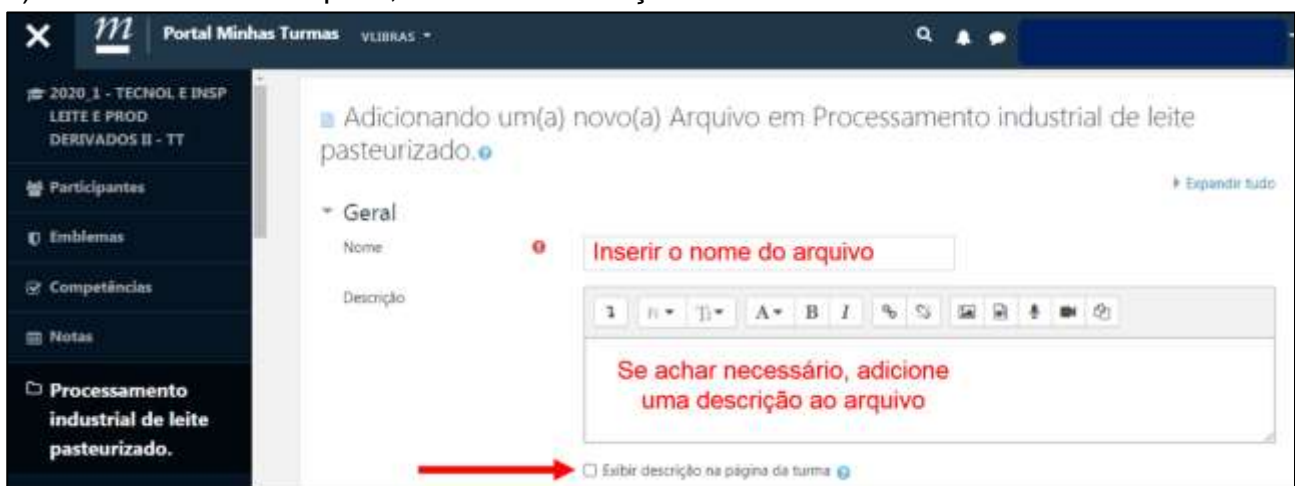 m Portal Minhas Turmas VLIBRAS
2020_1 - TECNOL E INSP
LEITE E PROD
DERIVADOS II - TT
Participantes
Emblemas
Competências
Notas
Processamento
industrial de leite
pasteurizado.
Adicionando um(a) novo(a) Arquivo em Processamento industrial de leite
pasteurizado.
Expandir tudo
Geral
Nome
Inserir o nome do arquivo
Descrição
A B I
Se achar necessário, adicione
uma descrição ao arquivo
Exibir descrição na página da turma